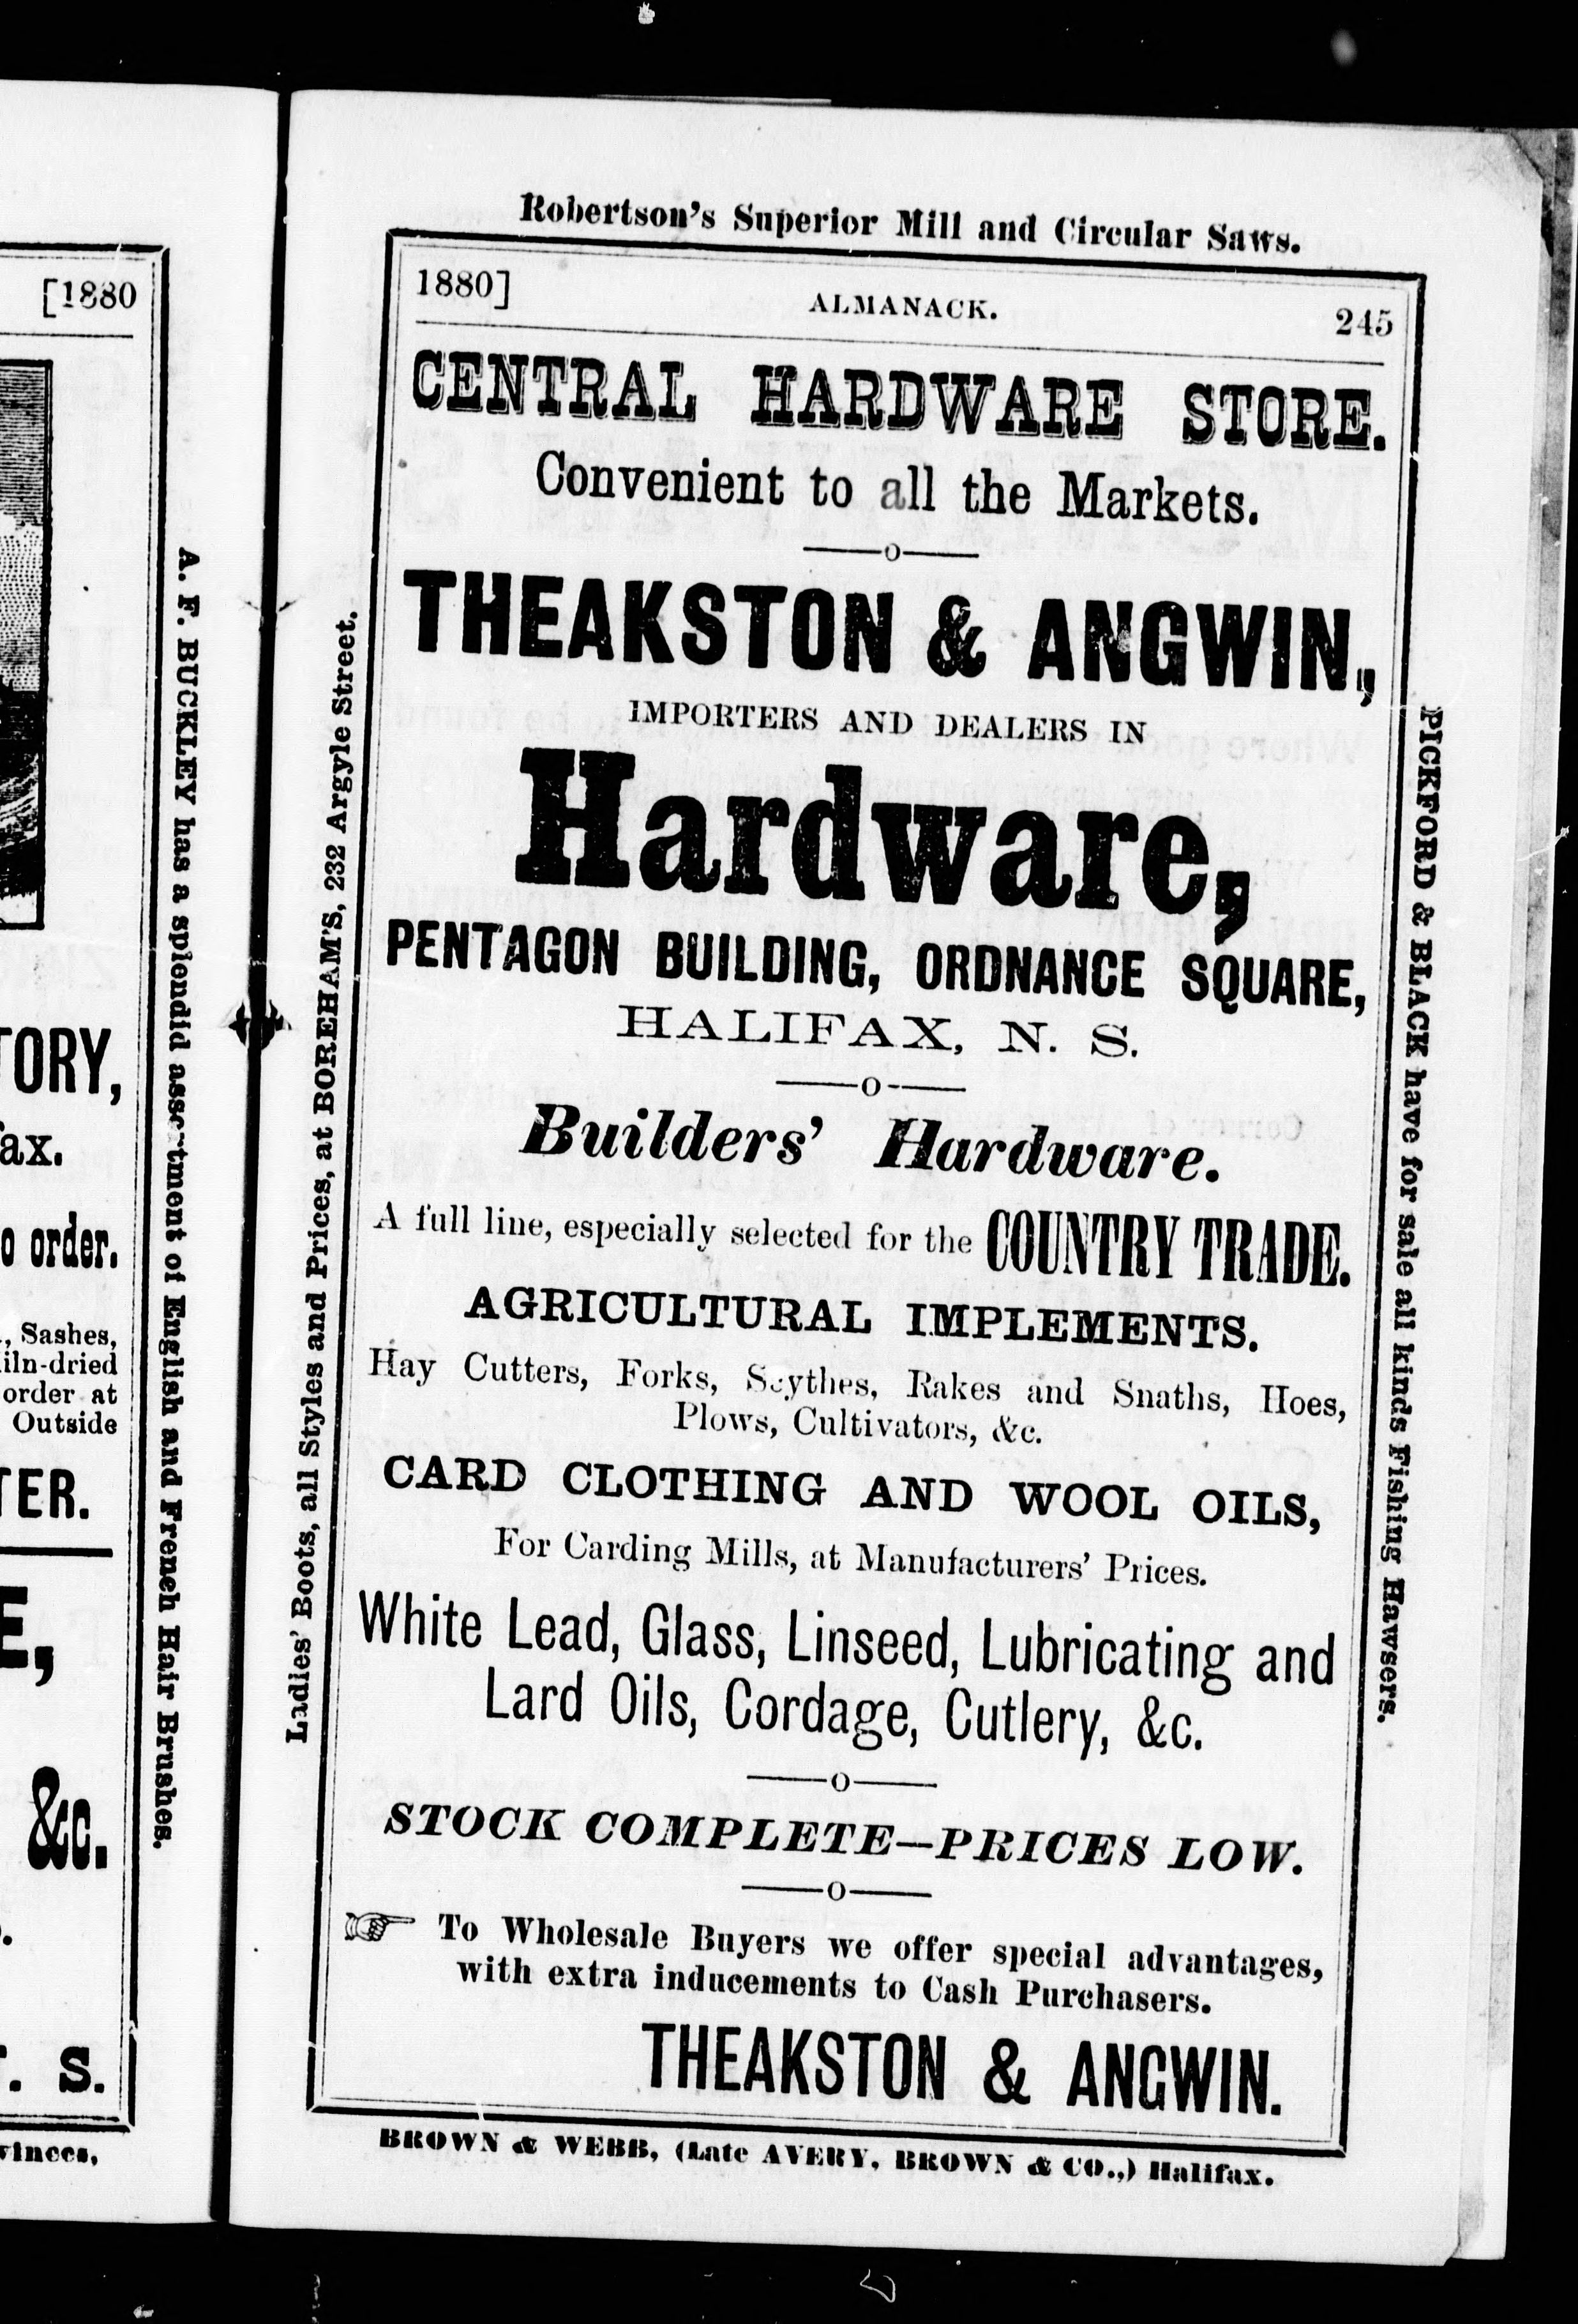 [1880
TORY,
fax.
o order.
Sashes,
kiln-dried
order at
Outside
TER.
E,
&c.
S.
A. F. BUCKLEY has a splendid assortment of English and French Hair Brushes.
Robertson's Superior Mill and Circular Saws.
Ladies' Boots, all Styles and Prices, at BOREHAM'S, 232 Argyle Street.
1880] ALMANACK. 245
CENTRAL HARDWARE STORE.
Convenient to all the Markets.
——o——
THEAKSTON & ANGWIN,
IMPORTERS AND DEALERS IN
Hardware,
PENTAGON BUILDING, ORDNANCE SQUARE,
HALIFAX, N. S.
——o——
Builders' Hardware.
A full line, especially selected for the COUNTRY TRADE.
AGRICULTURAL IMPLEMENTS.
Hay Cutters, Forks, Scythes, Rakes and Snaths, Hoes,
Plows, Cultivators, &c.
CARD CLOTHING AND WOOL OILS,
For Carding Mills, at Manufacturers' Prices.
White Lead, Glass, Linseed, Lubricating and
Lard Oils, Cordage, Cutlery, &c.
——o——
STOCK COMPLETE—PRICES LOW.
——o——
☞ To Wholesale Buyers we offer special advantages,
with extra inducements to Cash Purchasers.
THEAKSTON & ANGWIN.
PICKFORD & BLACK have for sale all kinds Fishing Hawsers.
BROWN & WEBB, (Late AVERY, BROWN & CO.,) Halifax.